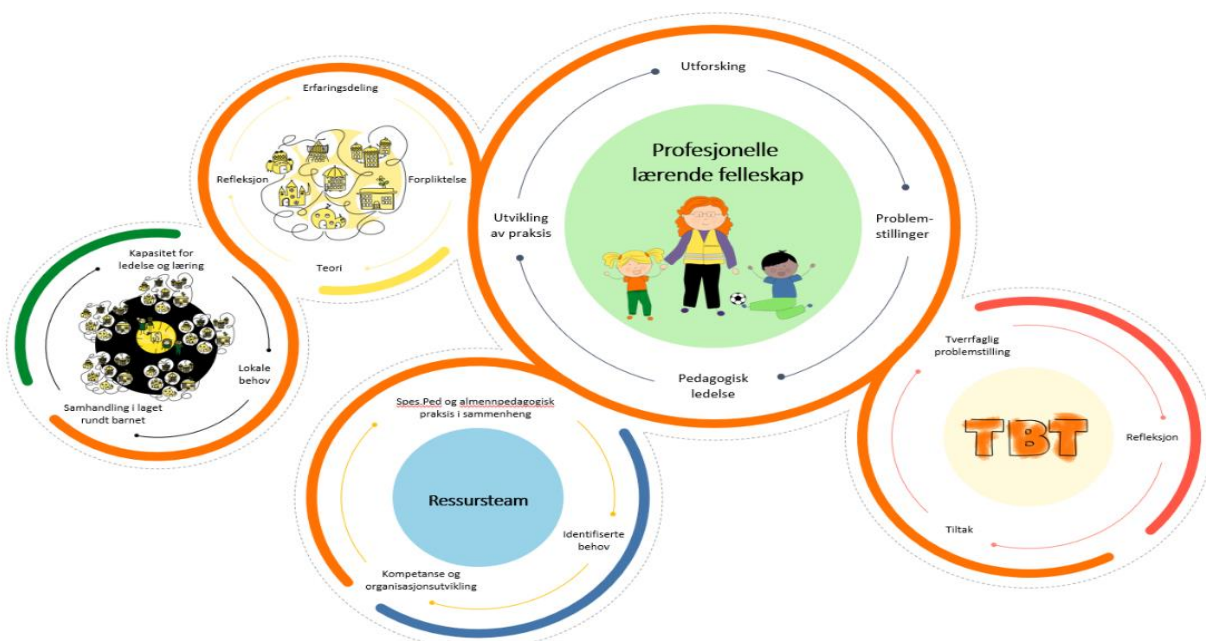 Utforsking
Profesjonelle
lærende felleskap
Utvikling
av praksis
Problem-
stillinger
Pedagogisk
ledelse
Erfaringsdeling
Refleksjon
Forpliktelse
Teori
Kapasitet for
ledelse og læring
Lokale
behov
Samhandling i laget
rundt barnet
Spes.Ped og almennpedagogisk
praksis i sammenheng
Ressursteam
Identifiserte
behov
Kompetanse og
organisasjonsutvikling
Tverrfaglig
problemstilling
TBT
Refleksjon
Tiltak